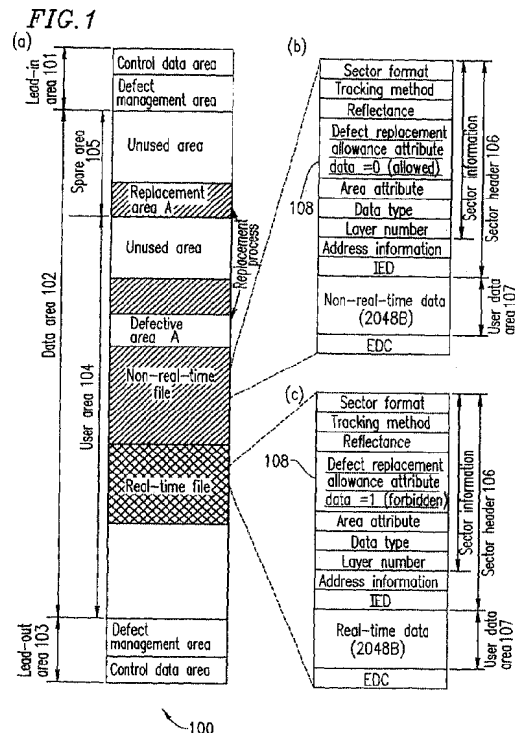 FIG. 1
(a)
Lead-in
area 101
Control data area
Defect
management area
Data area 102
Spare area
105
Unused area
Replacement
area A
Replacement
process
User area 104
Unused area
Defective
area A
Non-real-time
file
Real-time file
Lead-out
area 103
Defect
management area
Control data area
100
(b)
Sector format
Tracking method
Reflectance
Defect replacement
allowance attribute
data =0 (allowed)
108
Area attribute
Data type
Layer number
Address information
IED
Non-real-time data
(2048B)
EDC
Sector information
Sector header 106
User data
area 107
(c)
Sector format
Tracking method
Reflectance
Defect replacement
allowance attribute
data =1 (forbidden)
108
Area attribute
Data type
Layer number
Address information
IED
Real-time data
(2048B)
EDC
Sector information
Sector header 106
User data
area 107